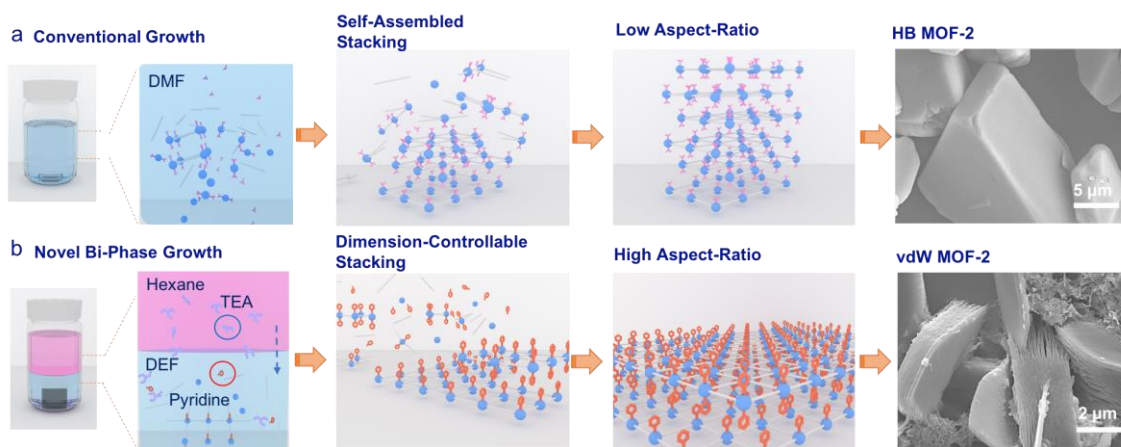 a Conventional Growth
DMF
Self-Assembled
Stacking
Low Aspect-Ratio
HB MOF-2
5 μm
b Novel Bi-Phase Growth
Hexane
TEA
DEF
Pyridine
Dimension-Controllable
Stacking
High Aspect-Ratio
vdW MOF-2
2 μm